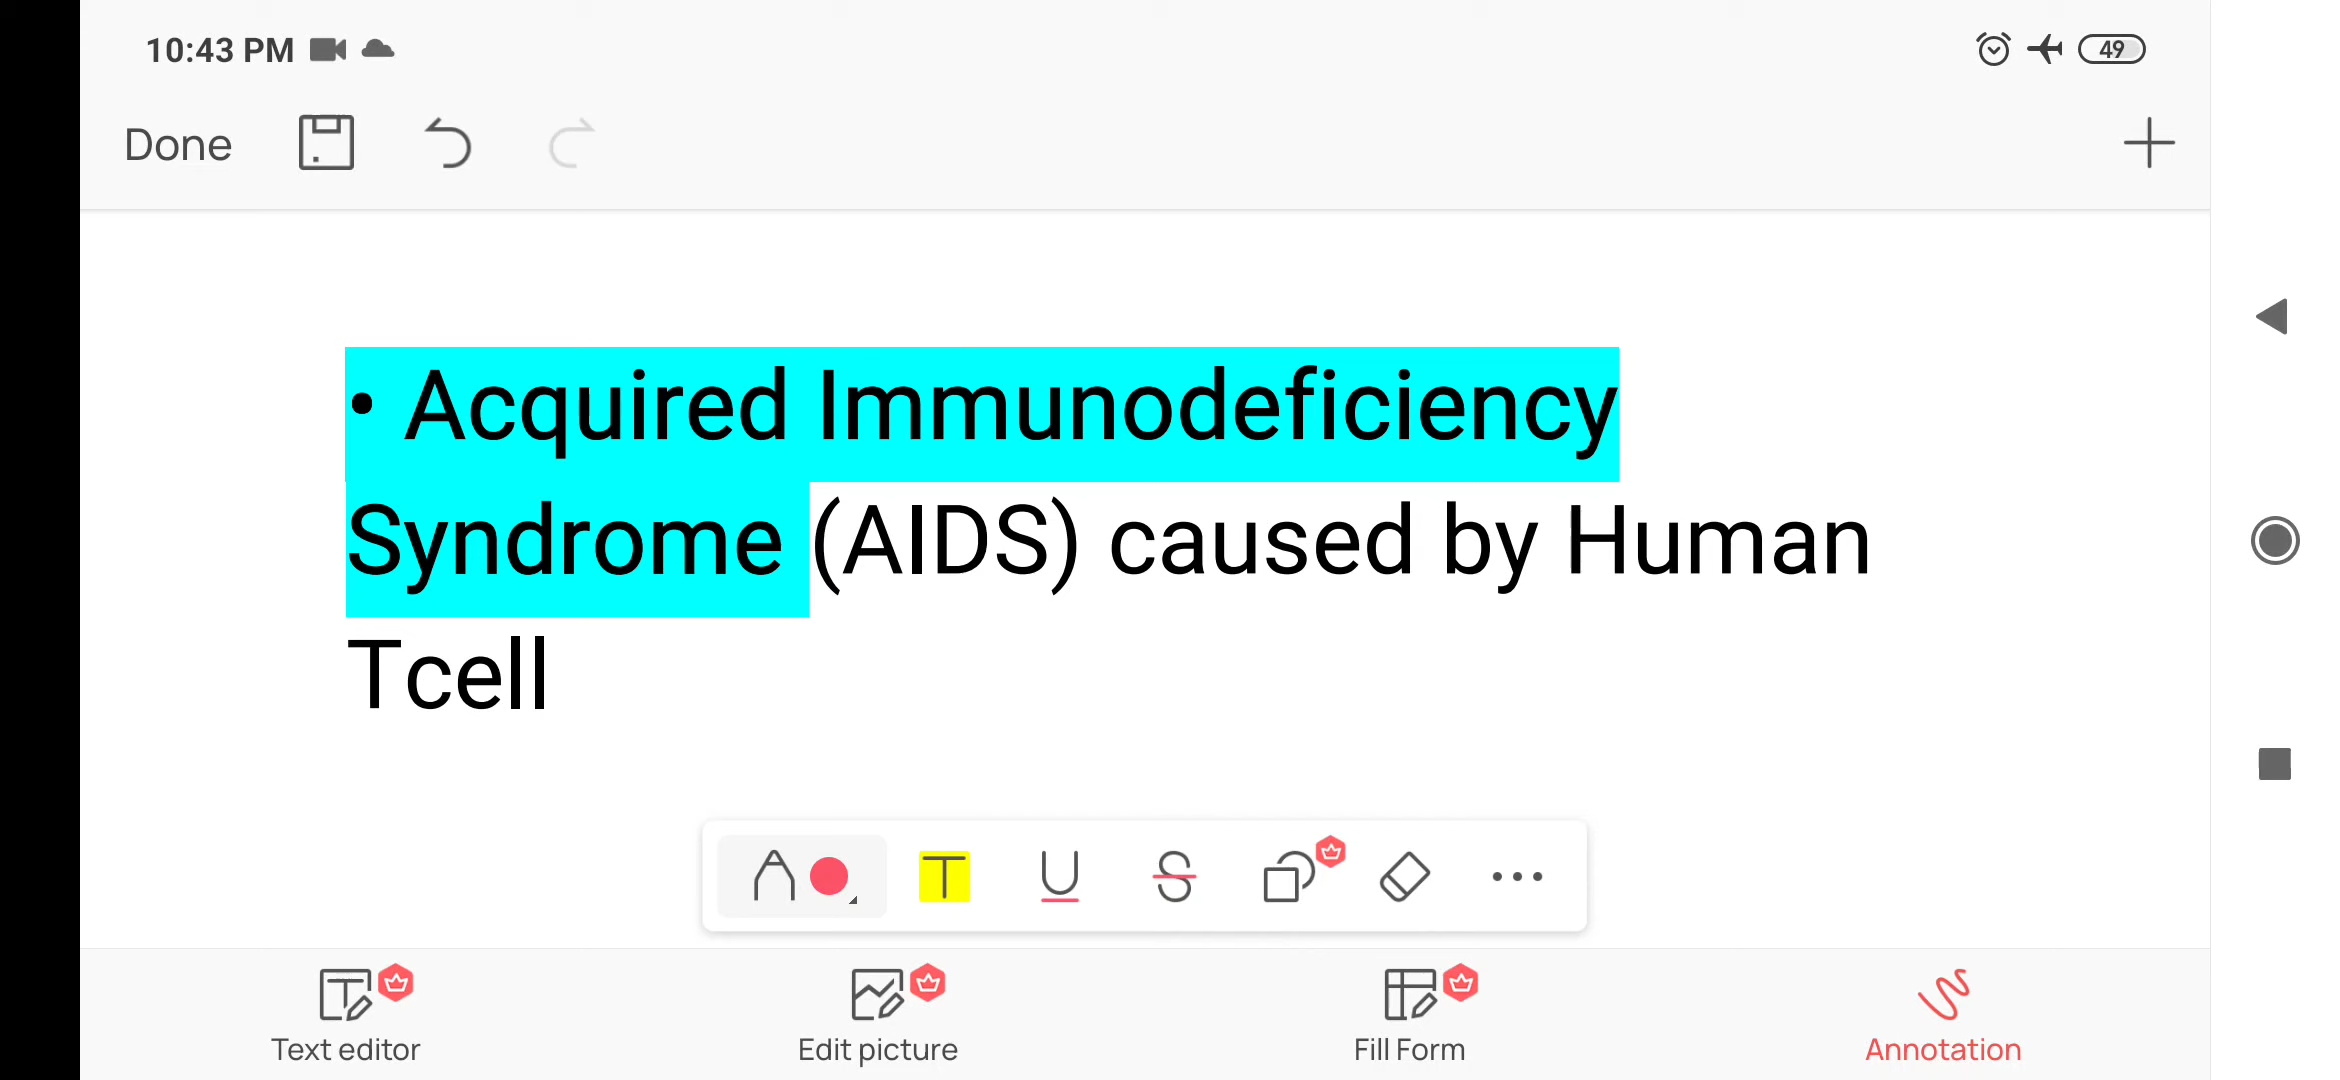 10:43 PM
49
Done
• Acquired Immunodeficiency
Syndrome (AIDS) caused by Human
Tcell
Text editor
Edit picture
Fill Form
Annotation